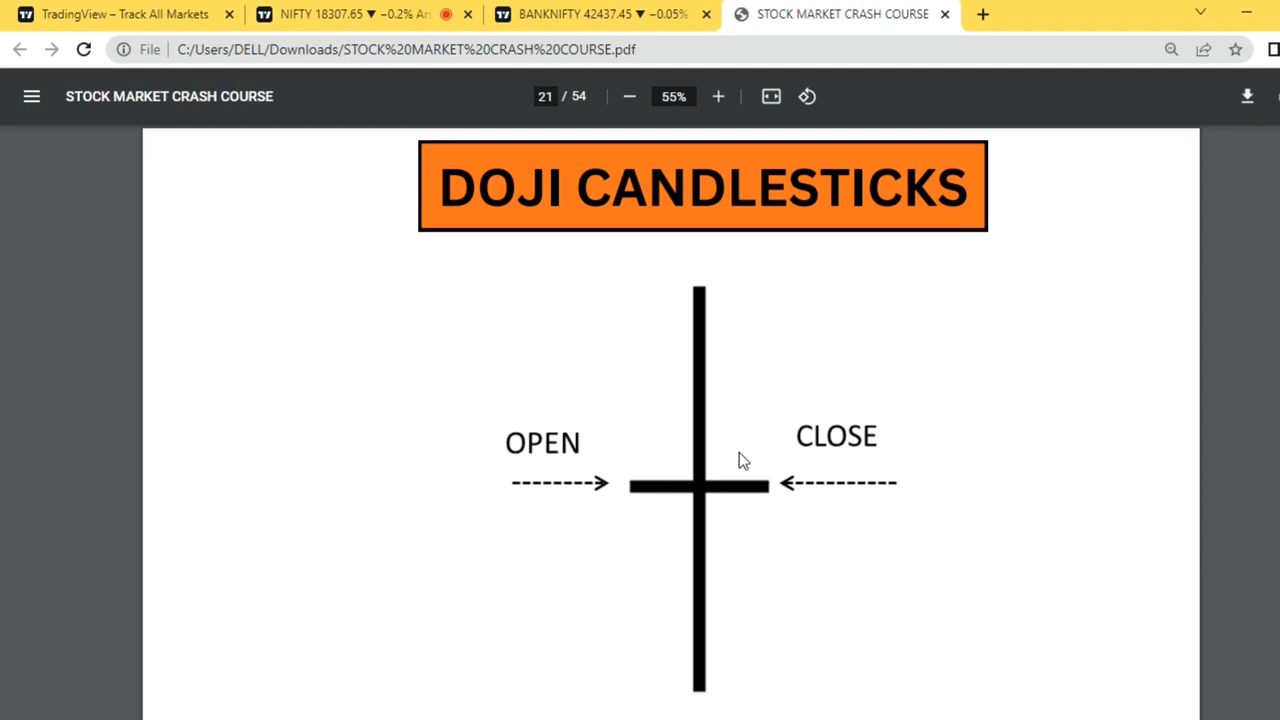 TradingView – Track All Markets
NIFTY 18307.65 ▼ −0.2% Ars
BANKNIFTY 42437.45 ▼ −0.05%
STOCK MARKET CRASH COURSE
File
C:/Users/DELL/Downloads/STOCK%20MARKET%20CRASH%20COURSE.pdf
STOCK MARKET CRASH COURSE
21 / 54
55%
DOJI CANDLESTICKS
OPEN
CLOSE